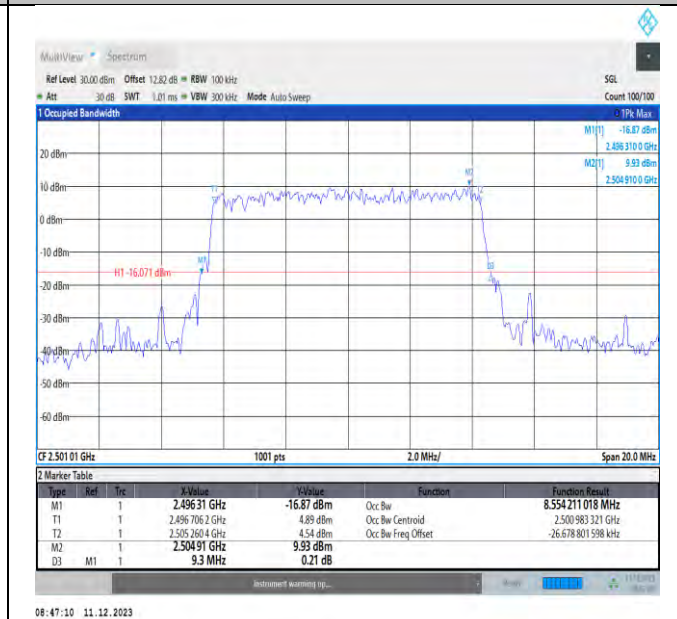 MultiView Spectrum
Ref Level 30.00 dBm Offset 12.82 dB RBW 100 kHz SGL
Att 30 dB SWT 1.01 ms VBW 300 kHz Mode Auto Sweep Count 100/100
1 Occupied Bandwidth 1Pk Max
M1[1] -16.87 dBm
2.496 310 0 GHz
M2[1] 9.93 dBm
2.504 910 0 GHz
20 dBm
M2
10 dBm
T1 T2
0 dBm
-10 dBm
M1
H1 -16.071 dBm
D3
-20 dBm
-30 dBm
-40 dBm
-50 dBm
-60 dBm
CF 2.501 01 GHz 1001 pts 2.0 MHz/ Span 20.0 MHz
2 Marker Table
Type Ref Trc X-Value Y-Value Function Function Result
M1 1 2.496 31 GHz -16.87 dBm Occ Bw 8.554 211 018 MHz
T1 1 2.496 706 2 GHz 4.89 dBm Occ Bw Centroid 2.500 983 321 GHz
T2 1 2.505 260 4 GHz 4.54 dBm Occ Bw Freq Offset -26.678 801 598 kHz
M2 1 2.504 91 GHz 9.93 dBm
D3 M1 1 9.3 MHz 0.21 dB
Instrument warming up...
08:47:10 11.12.2023